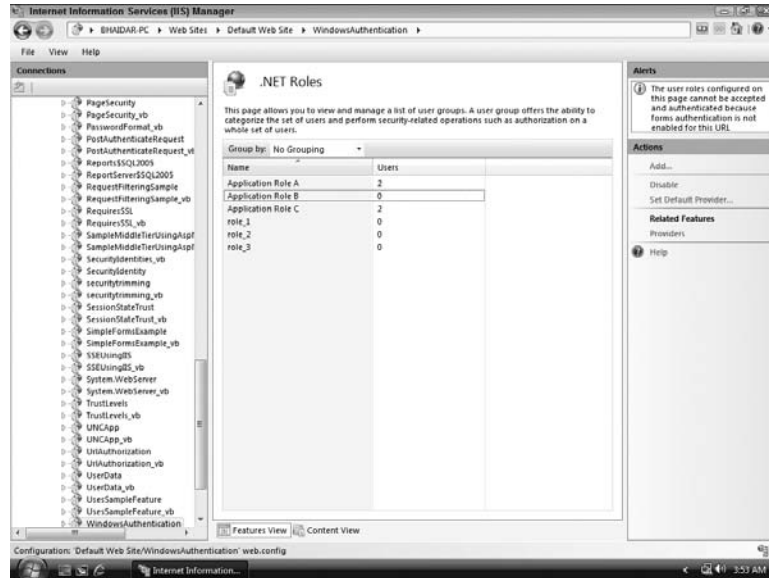 Internet Information Services (IIS) Manager
BHAIDAR-PC Web Sites Default Web Site WindowsAuthentication
File View Help
Connections
PageSecurity
PageSecurity_vb
PasswordFormat_vb
PostAuthenticateRequest
PostAuthenticateRequest_vl
Reports$SQL2005
ReportServer$SQL2005
RequestFilteringSample
RequestFilteringSample_vb
RequiresSSL
RequiresSSL_vb
SampleMiddleTierUsingAspf
SampleMiddleTierUsingAspf
SecurityIdentities_vb
SecurityIdentity
securitytrimming
securitytrimming_vb
SessionStateTrust
SessionStateTrust_vb
SimpleFormsExample
SimpleFormsExample_vb
SSEUsingIIS
SSEUsingIIS_vb
System.WebServer
System.WebServer_vb
TrustLevels
TrustLevels_vb
UNCApp
UNCApp_vb
UrlAuthorization
UrlAuthorization_vb
UserData
UserData_vb
UsesSampleFeature
UsesSampleFeature_vb
WindowsAuthentication
.NET Roles
This page allows you to view and manage a list of user groups. A user group offers the ability to
categorize the set of users and perform security-related operations such as authorization on a
whole set of users.
Group by: No Grouping
Name Users
Application Role A 2
Application Role B 0
Application Role C 2
role_1 0
role_2 0
role_3 0
Features View Content View
Alerts
The user roles configured on
this page cannot be accepted
and authenticated because
forms authentication is not
enabled for this URL
Actions
Add...
Disable
Set Default Provider...
Related Features
Providers
Help
Configuration: 'Default Web Site/WindowsAuthentication' web.config
Internet Information...
3:53 AM